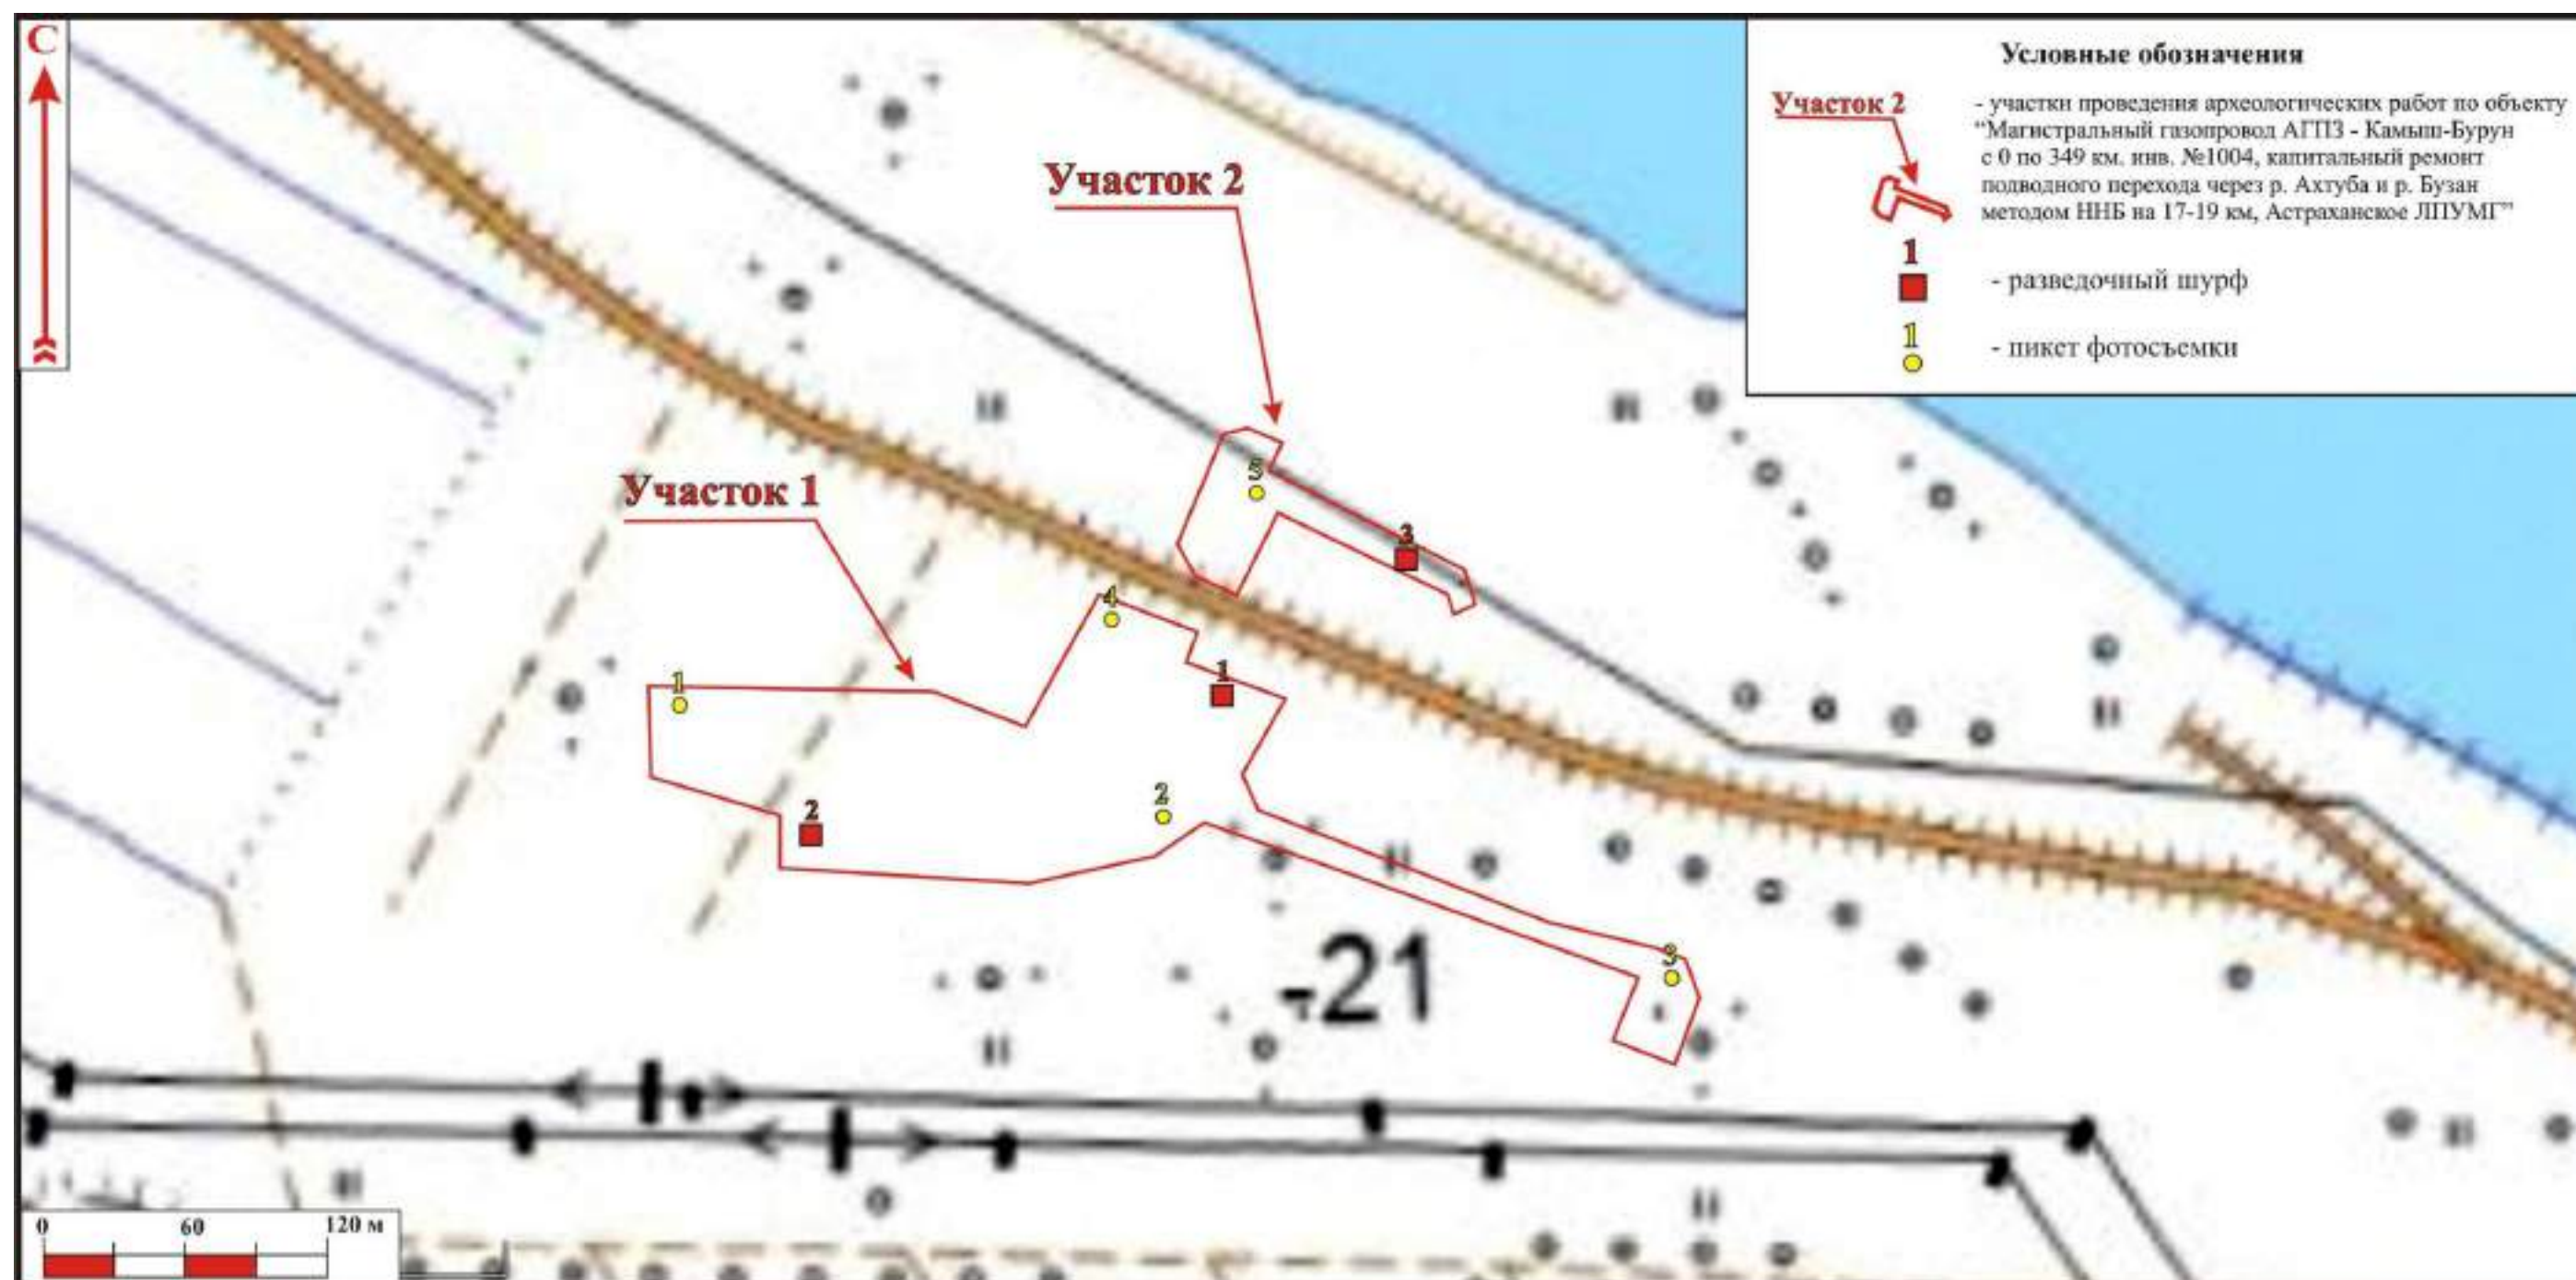 С
Условные обозначения
Участок 2
- участки проведения археологических работ по объекту
“Магистральный газопровод АГПЗ - Камыш-Бурун
с 0 по 349 км. инв. №1004, капитальный ремонт
подводного перехода через р. Ахтуба и р. Бузан
методом ННБ на 17-19 км, Астраханское ЛПУМГ”
1
- разведочный шурф
1
- пикет фотосъемки
Участок 2
Участок 1
5
3
4
1
1
2
2
3
-21
0 60 120 м